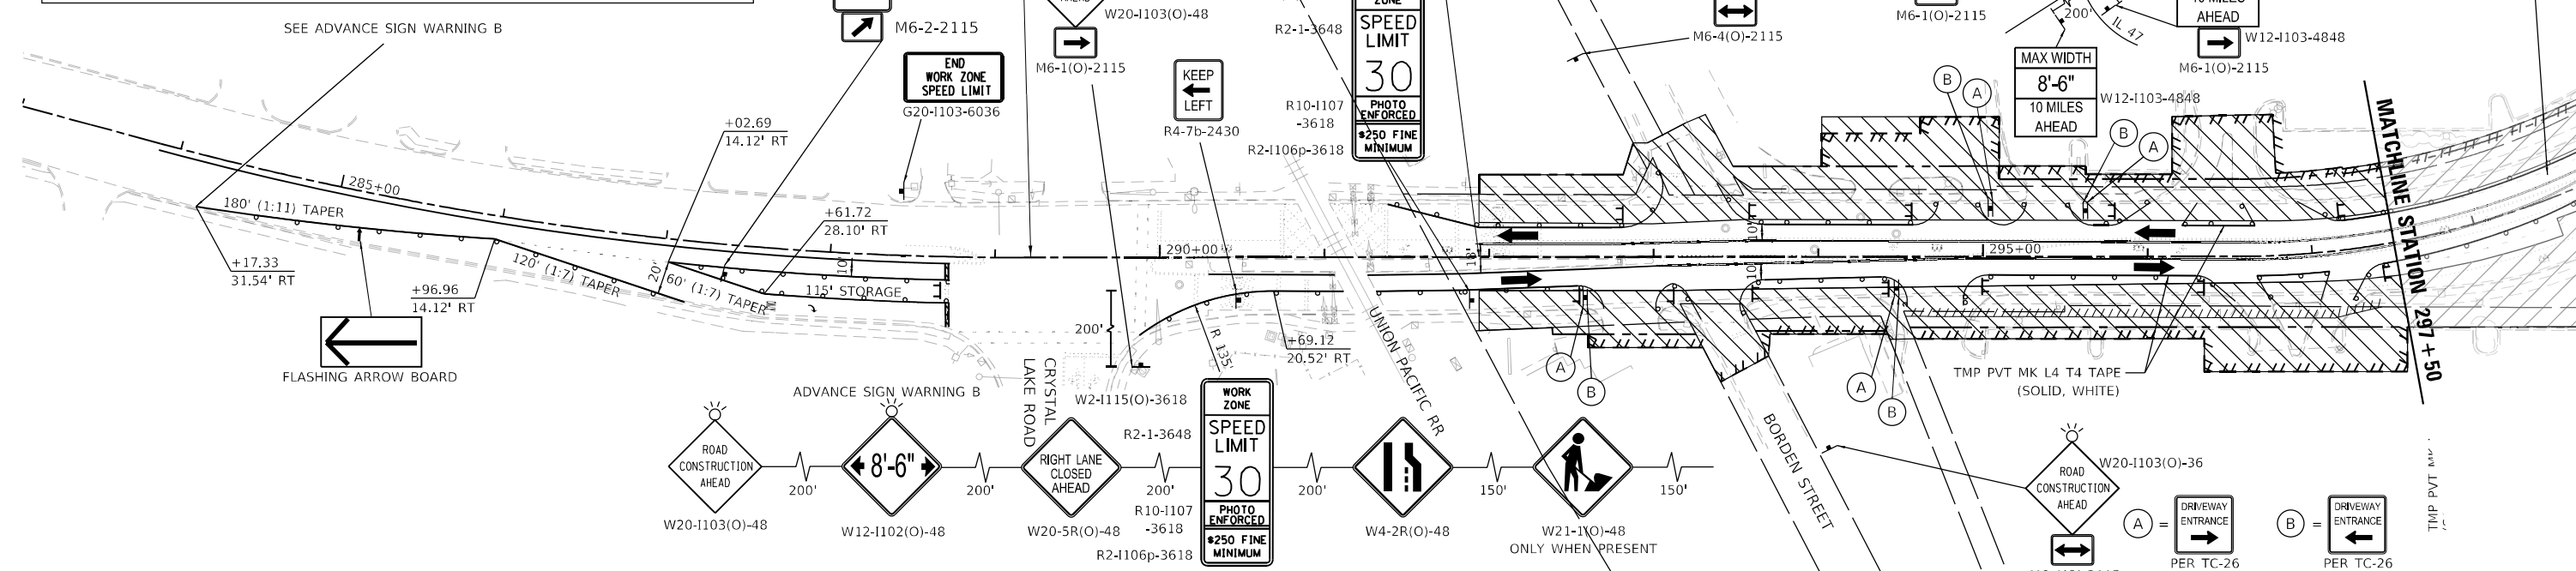 SEE ADVANCE SIGN WARNING B
M6-2-2115
W20-I103(O)-48
M6-1(O)-2115
END
WORK ZONE
SPEED LIMIT
G20-I103-6036
KEEP
LEFT
R4-7b-2430
ZONE
SPEED
LIMIT
30
PHOTO
ENFORCED
$250 FINE
MINIMUM
R2-1-3648
R10-I107
-3618
R2-I106p-3618
M6-4(O)-2115
M6-1(O)-2115
200'
IL 47
AHEAD
W12-I103-4848
M6-1(O)-2115
MAX WIDTH
8'-6"
10 MILES
AHEAD
W12-I103-4848
B
A
B
A
MATCHLINE STATION 297+50
+02.69
14.12' RT
285+00
180' (1:11) TAPER
+17.33
31.54' RT
+96.96
14.12' RT
120' (1:7) TAPER
20'
60' (1:7) TAPER
+61.72
28.10' RT
10'
115' STORAGE
290+00
295+00
10'
10'
200'
R 135'
+69.12
20.52' RT
UNION PACIFIC RR
CRYSTAL
LAKE ROAD
BORDEN STREET
FLASHING ARROW BOARD
A
B
A
B
TMP PVT MK L4 T4 TAPE
(SOLID, WHITE)
ADVANCE SIGN WARNING B
W2-I115(O)-3618
ROAD
CONSTRUCTION
AHEAD
W20-I103(O)-48
200'
8'-6"
W12-I102(O)-48
200'
RIGHT LANE
CLOSED
AHEAD
W20-5R(O)-48
200'
R2-1-3648
R10-I107
-3618
R2-I106p-3618
WORK
ZONE
SPEED
LIMIT
30
PHOTO
ENFORCED
$250 FINE
MINIMUM
200'
W4-2R(O)-48
150'
W21-1(O)-48
ONLY WHEN PRESENT
150'
ROAD
CONSTRUCTION
AHEAD
W20-I103(O)-36
A =
DRIVEWAY
ENTRANCE
PER TC-26
B =
DRIVEWAY
ENTRANCE
PER TC-26
TMP PVT MK